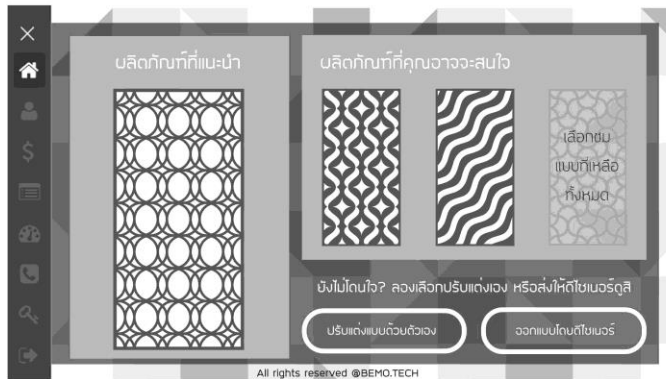 ผลิตภัณฑ์ที่แนะนำ
ผลิตภัณฑ์ที่คุณอาจจะสนใจ
เลือกชม
แบบที่เหลือ
ทั้งหมด
ยังไม่โดนใจ? ลองเลือกปรับแต่งเอง หรือส่งให้ดีไซเนอร์ดูสิ
ปรับแต่งแบบด้วยตัวเอง
ออกแบบโดยดีไซเนอร์
All rights reserved @BEMO.TECH